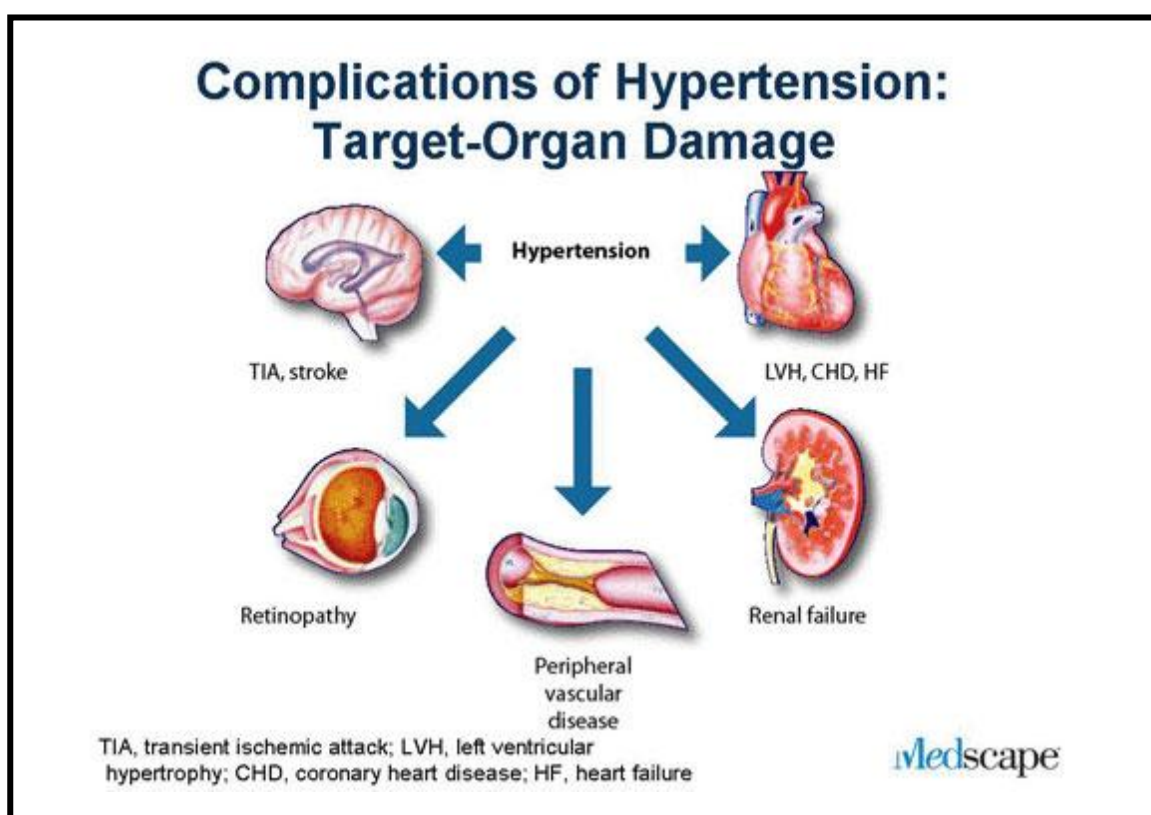 Complications of Hypertension:
Target-Organ Damage
Hypertension
TIA, stroke
LVH, CHD, HF
Retinopathy
Peripheral
vascular
disease
Renal failure
TIA, transient ischemic attack; LVH, left ventricular
hypertrophy; CHD, coronary heart disease; HF, heart failure
Medscape